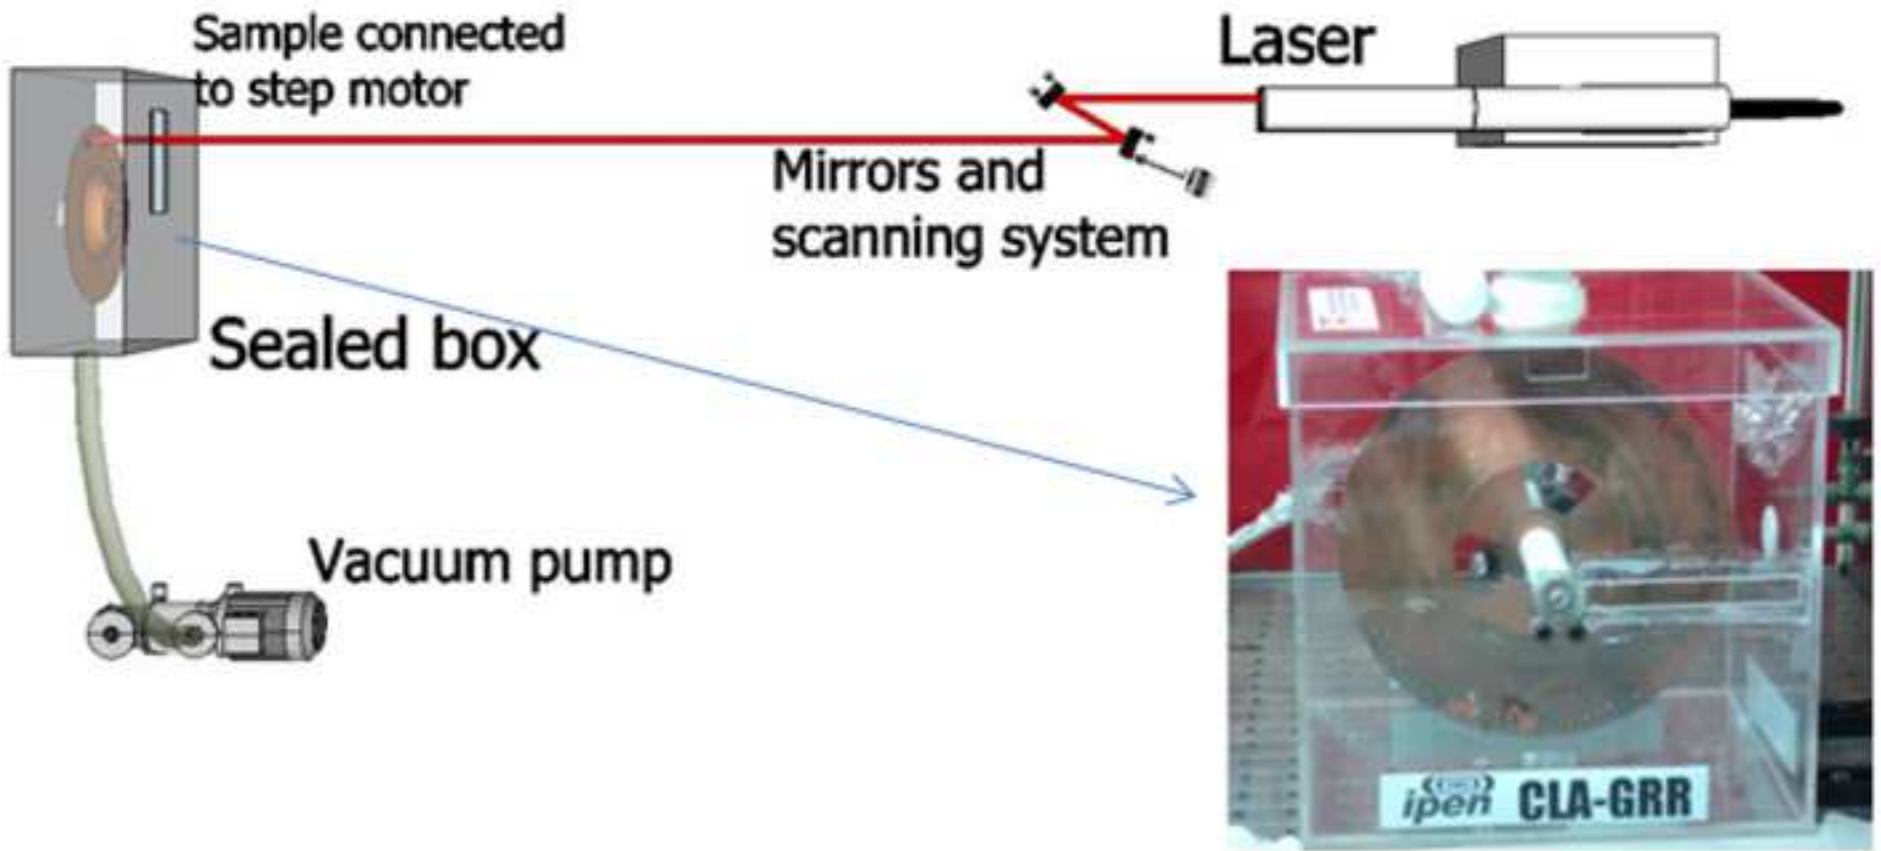 Sample connected
to step motor
Laser
Mirrors and
scanning system
Sealed box
Vacuum pump
ipen CLA-GRR